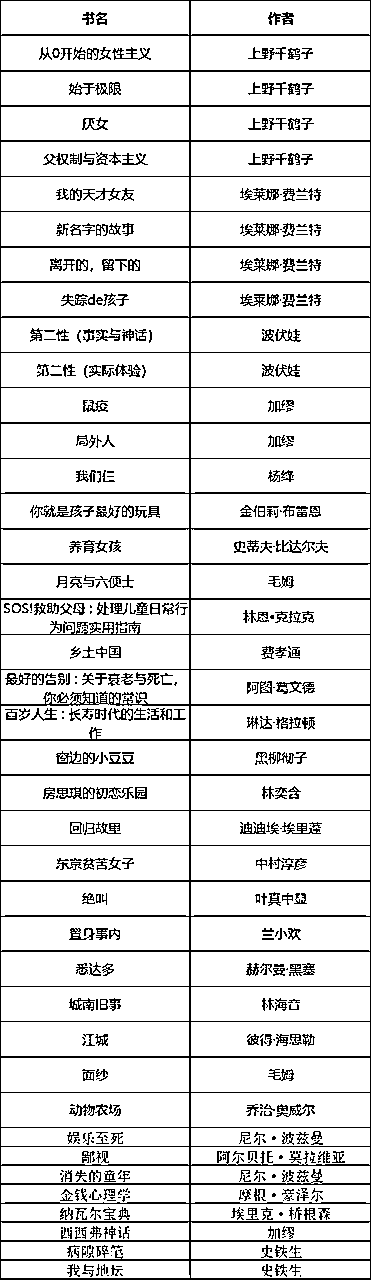 书名 作者
从0开始的女性主义 上野千鹤子
始于极限 上野千鹤子
厌女 上野千鹤子
父权制与资本主义 上野千鹤子
我的天才女友 埃莱娜·费兰特
新名字的故事 埃莱娜·费兰特
离开的，留下的 埃莱娜·费兰特
失踪de孩子 埃莱娜·费兰特
第二性（事实与神话） 波伏娃
第二性（实际体验） 波伏娃
鼠疫 加缪
局外人 加缪
我们仨 杨绛
你就是孩子最好的玩具 金伯莉·布雷恩
养育女孩 史蒂夫·比达尔夫
月亮与六便士 毛姆
SOS!救助父母：处理儿童日常行
为问题实用指南 林恩•克拉克
乡土中国 费孝通
最好的告别：关于衰老与死亡，
你必须知道的常识 阿图·葛文德
百岁人生：长寿时代的生活和工
作 琳达·格拉顿
窗边的小豆豆 黑柳彻子
房思琪的初恋乐园 林奕含
回归故里 迪迪埃·埃里蓬
东京贫苦女子 中村淳彦
绝叫 叶真中显
置身事内 兰小欢
悉达多 赫尔曼·黑塞
城南旧事 林海音
江城 彼得·海思勒
面纱 毛姆
动物农场 乔治·奥威尔
娱乐至死 尼尔·波兹曼
鄙视 阿尔贝托·莫拉维亚
消失的童年 尼尔·波兹曼
金钱心理学 摩根·豪泽尔
纳瓦尔宝典 埃里克·乔根森
西西弗神话 加缪
病隙碎笔 史铁生
我与地坛 史铁生